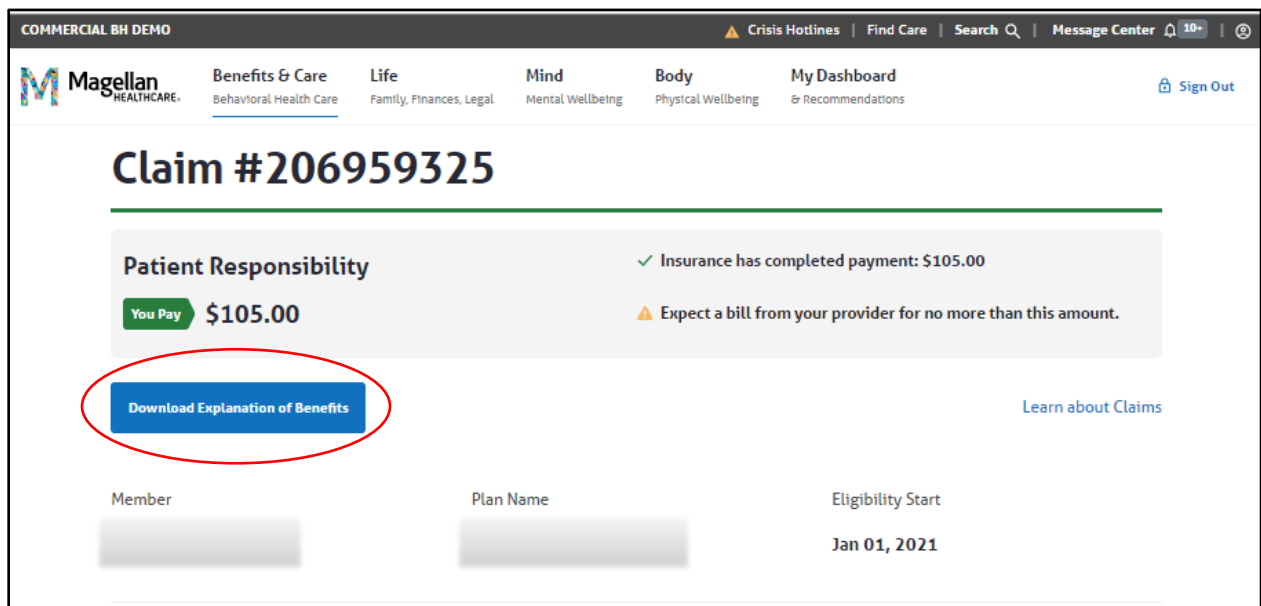 COMMERCIAL BH DEMO
Crisis Hotlines | Find Care | Search | Message Center 10+ |
Magellan HEALTHCARE.
Benefits & Care
Behavioral Health Care
Life
Family, Finances, Legal
Mind
Mental Wellbeing
Body
Physical Wellbeing
My Dashboard
& Recommendations
Sign Out
Claim #206959325
Patient Responsibility
You Pay $105.00
Insurance has completed payment: $105.00
Expect a bill from your provider for no more than this amount.
Download Explanation of Benefits
Learn about Claims
Member
Plan Name
Eligibility Start
Jan 01, 2021